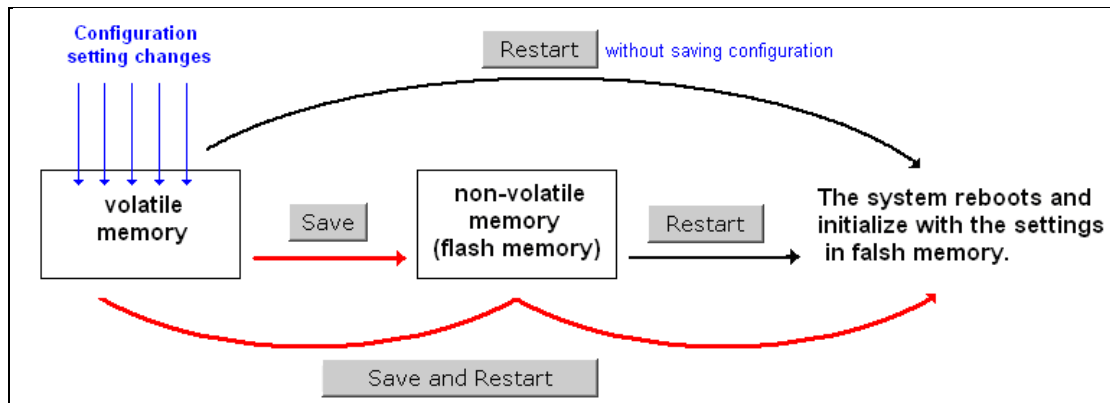 Configuration
setting changes
Restart
without saving configuration
volatile
memory
Save
non-volatile
memory
(flash memory)
Restart
The system reboots and
initialize with the settings
in falsh memory.
Save and Restart